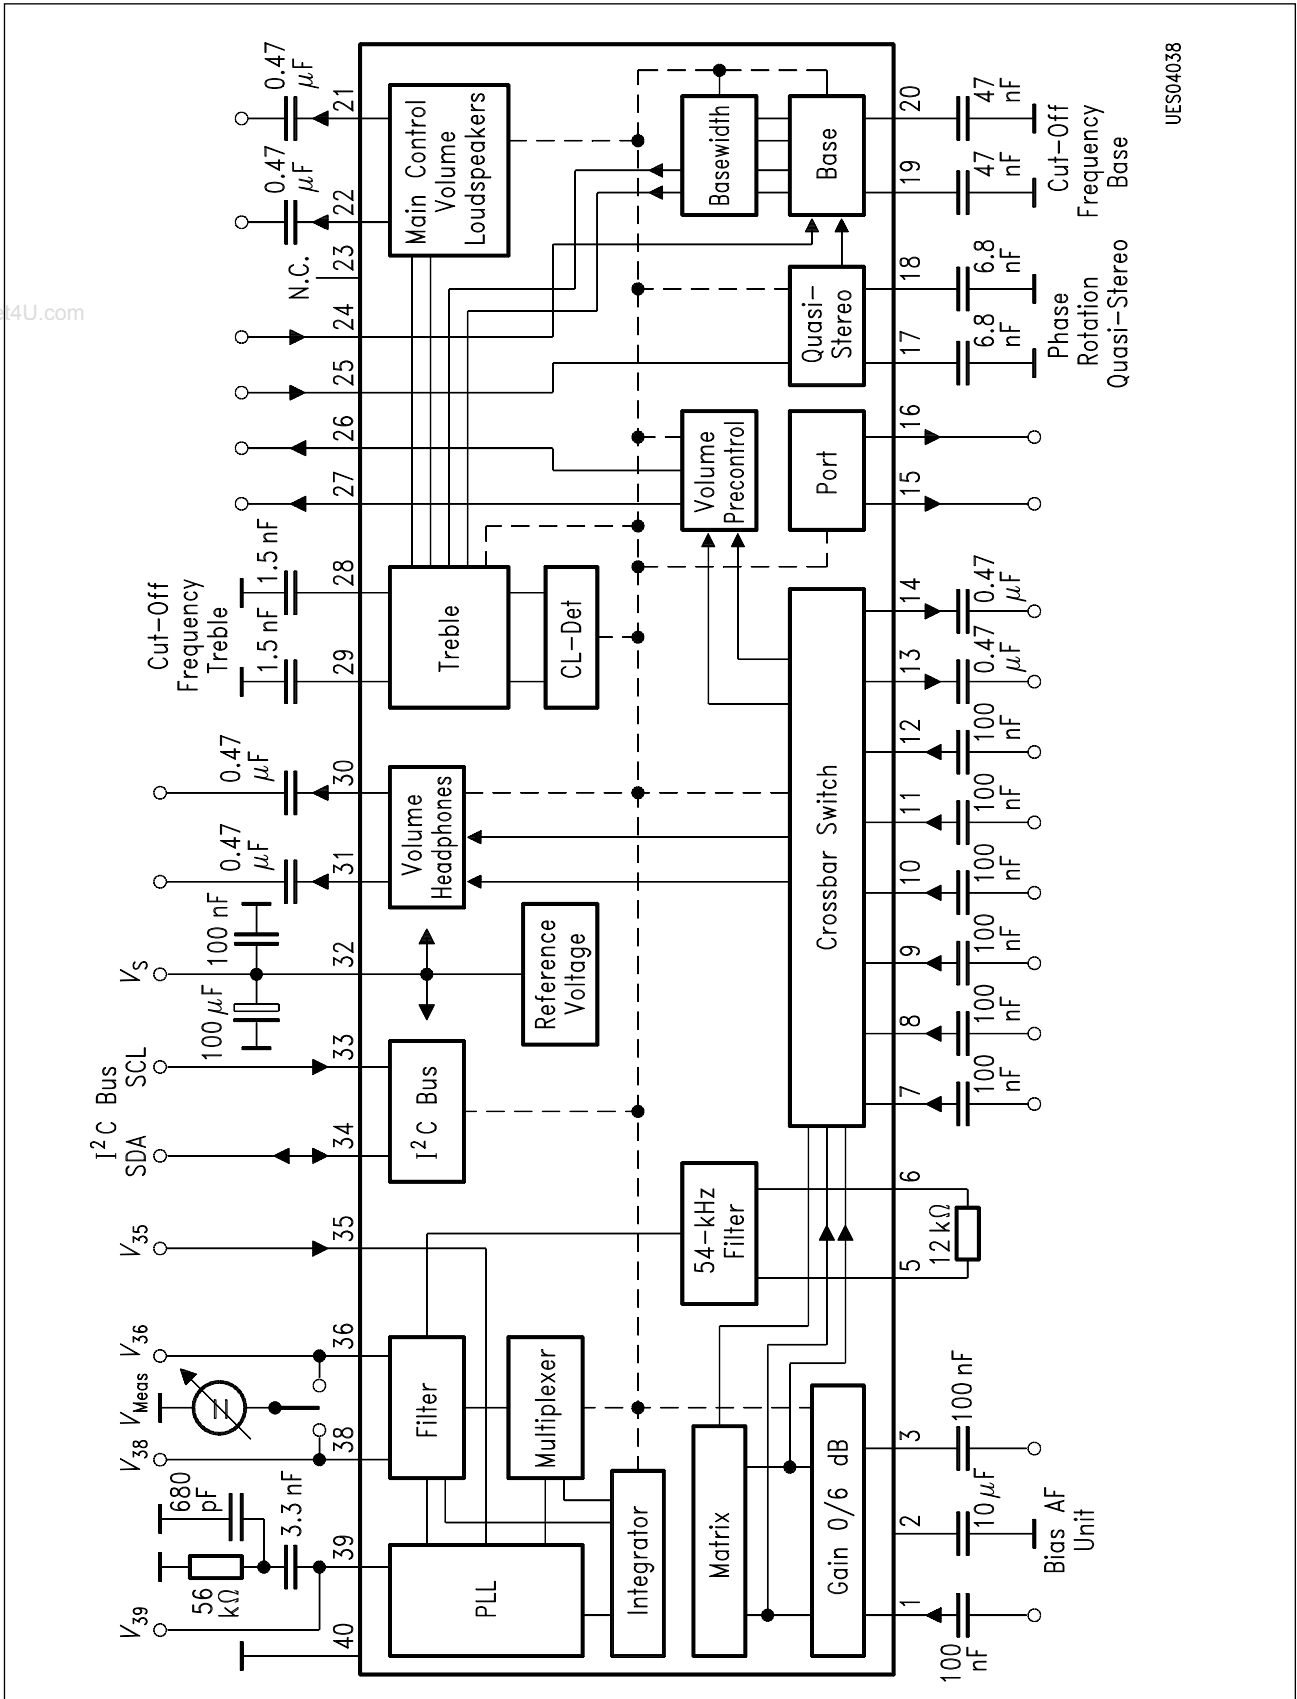 UES04038
et4U.com
0.47
μF
21
0.47
μF
22
N.C.
23
24
25
26
27
Cut-Off
Frequency
Treble
1.5 nF
28
1.5 nF
29
0.47
μF
30
0.47
μF
31
100 nF
VS
32
100 μF
I²C Bus
SCL
33
SDA
34
V35
35
V36
36
VMeas
V38
38
680
pF
3.3 nF
39
56
kΩ
V39
40
Main Control
Volume
Loudspeakers
Basewidth
Base
Quasi-
Stereo
Volume
Precontrol
Port
Treble
CL-Det
Volume
Headphones
Crossbar Switch
Reference
Voltage
I²C Bus
54-kHz
Filter
Filter
Multiplexer
PLL
Integrator
Matrix
Gain 0/6 dB
20
47
nF
19
47
nF
Cut-Off
Frequency
Base
18
6.8
nF
17
6.8
nF
Phase
Rotation
Quasi-Stereo
16
15
14
0.47
μF
13
0.47
μF
12
100
nF
11
100
nF
10
100
nF
9
100
nF
8
100
nF
7
100
nF
6
12 kΩ
5
3
100 nF
2
10 μF
Bias AF
Unit
1
100
nF